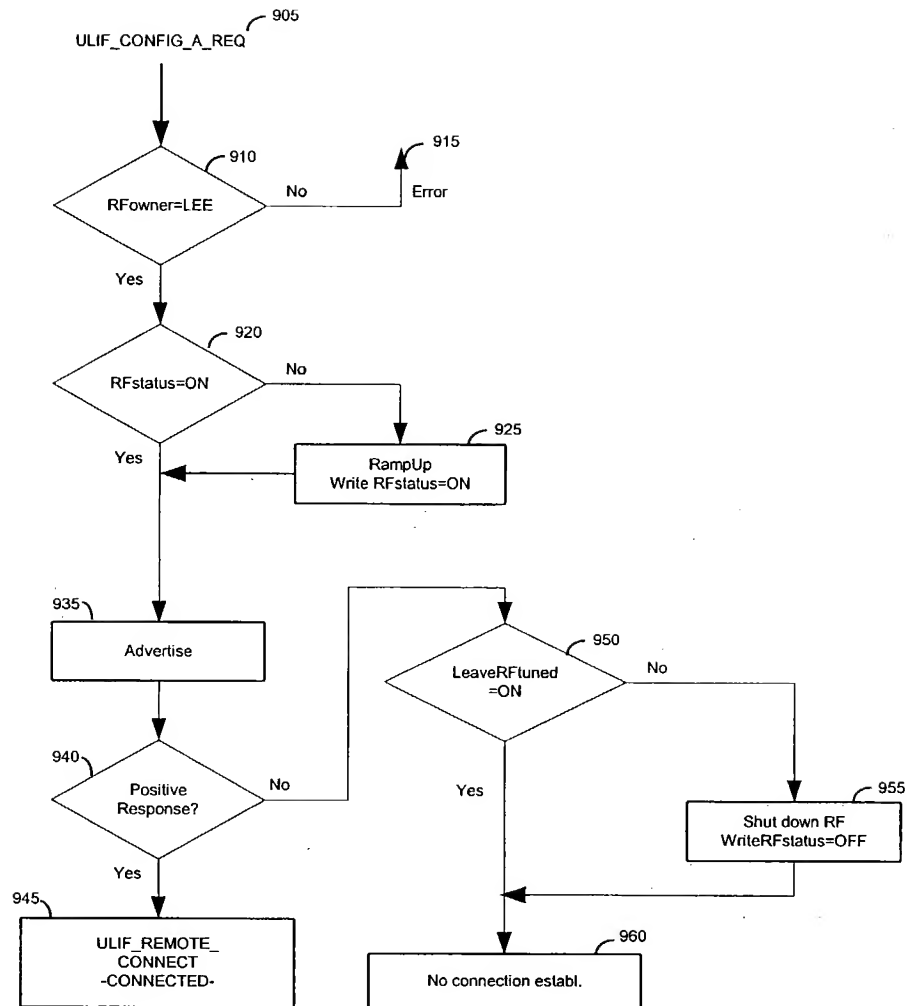 905
ULIF_CONFIG_A_REQ
910
915
RFowner=LEE
No
Error
Yes
920
RFstatus=ON
No
925
Yes
RampUp
Write RFstatus=ON
935
Advertise
950
LeaveRFtuned
=ON
No
940
Positive
Response?
No
Yes
955
Shut down RF
WriteRFstatus=OFF
Yes
945
ULIF_REMOTE_
CONNECT
-CONNECTED-
960
No connection establ.